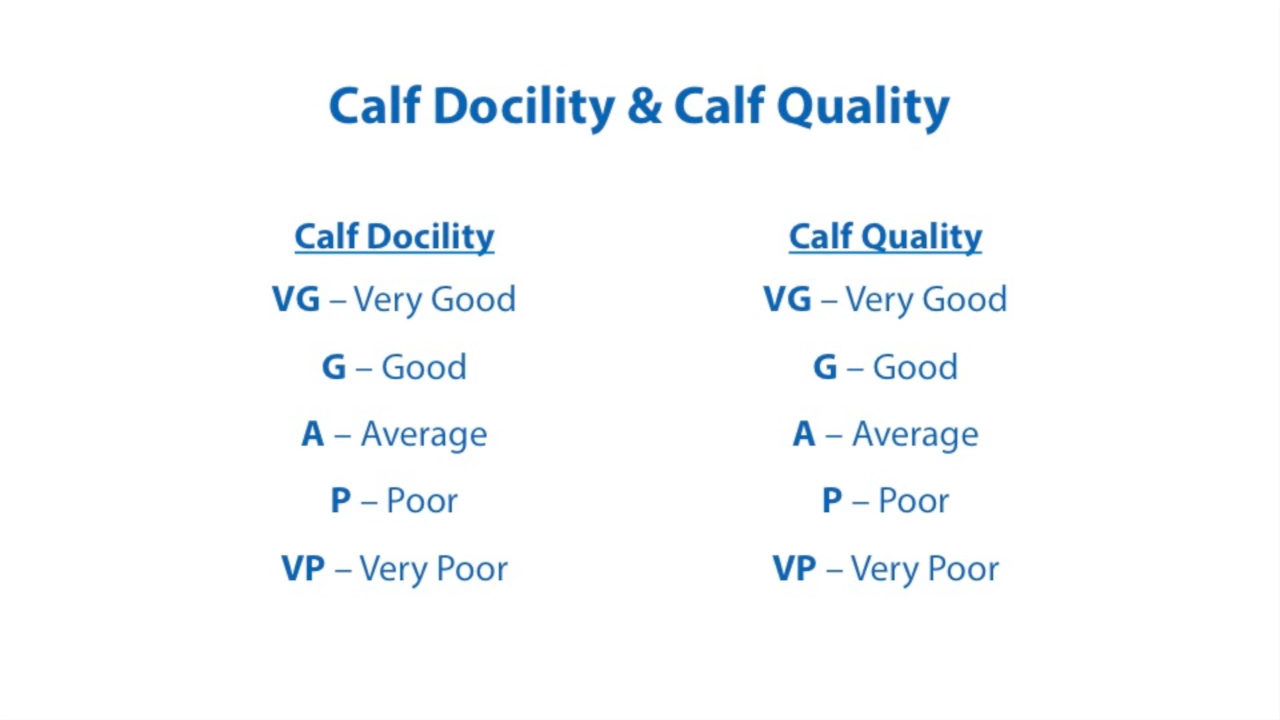 Calf Docility & Calf Quality
Calf Docility
VG – Very Good
G – Good
A – Average
P – Poor
VP – Very Poor
Calf Quality
VG – Very Good
G – Good
A – Average
P – Poor
VP – Very Poor